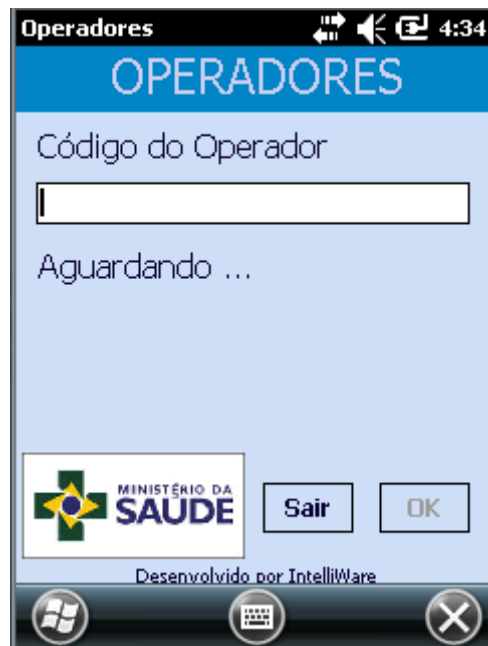 Operadores 4:34
OPERADORES
Código do Operador
Aguardando ...
MINISTÉRIO DA
SAÚDE
Sair OK
Desenvolvido por IntelliWare